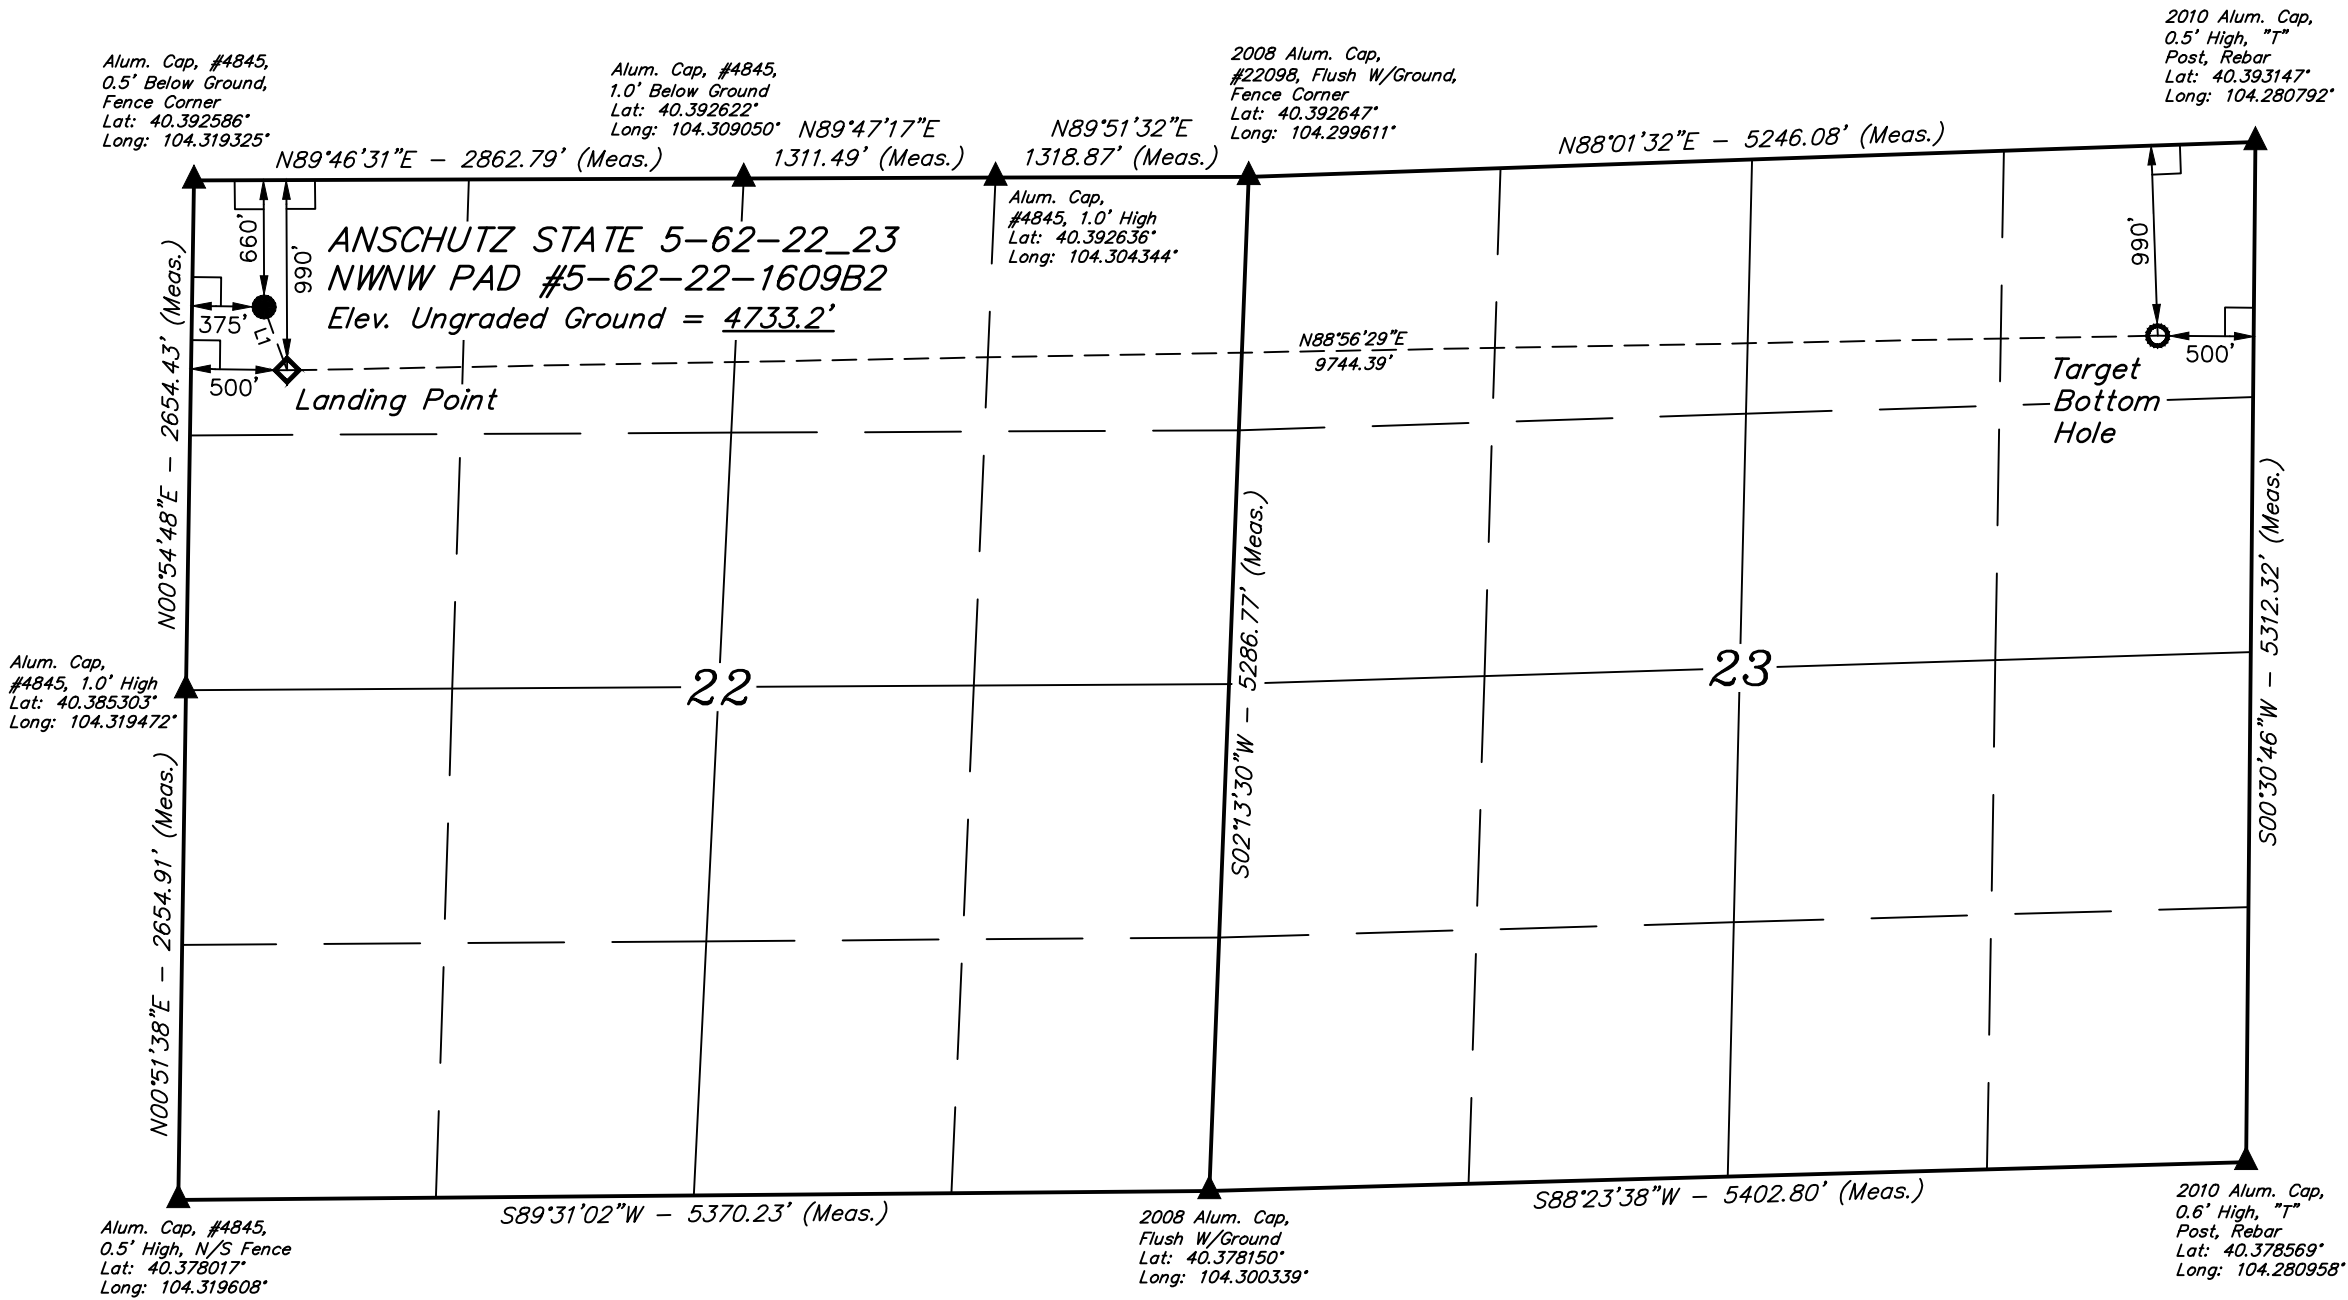 Alum. Cap, #4845,
0.5' Below Ground,
Fence Corner
Lat: 40.392586°
Long: 104.319325°
Alum. Cap, #4845,
1.0' Below Ground
Lat: 40.392622°
Long: 104.309050°
2008 Alum. Cap,
#22098, Flush W/Ground,
Fence Corner
Lat: 40.392647°
Long: 104.299611°
2010 Alum. Cap,
0.5' High, "T"
Post, Rebar
Lat: 40.393147°
Long: 104.280792°
N89°46'31"E - 2862.79' (Meas.)
N89°47'17"E
1311.49' (Meas.)
N89°51'32"E
1318.87' (Meas.)
N88°01'32"E - 5246.08' (Meas.)
Alum. Cap,
#4845, 1.0' High
Lat: 40.392636°
Long: 104.304344°
660'
990'
ANSCHUTZ STATE 5-62-22_23
NWNW PAD #5-62-22-1609B2
Elev. Ungraded Ground = 4733.2'
375'
L1
500'
Landing Point
N88°56'29"E
9744.39'
990'
500'
Target
Bottom
Hole
N00°54'48"E - 2654.43' (Meas.)
S02°13'30"W - 5286.77' (Meas.)
S00°30'46"W - 5312.32' (Meas.)
22
23
Alum. Cap,
#4845, 1.0' High
Lat: 40.385303°
Long: 104.319472°
N00°51'38"E - 2654.91' (Meas.)
S89°31'02"W - 5370.23' (Meas.)
S88°23'38"W - 5402.80' (Meas.)
Alum. Cap, #4845,
0.5' High, N/S Fence
Lat: 40.378017°
Long: 104.319608°
2008 Alum. Cap,
Flush W/Ground
Lat: 40.378150°
Long: 104.300339°
2010 Alum. Cap,
0.6' High, "T"
Post, Rebar
Lat: 40.378569°
Long: 104.280958°